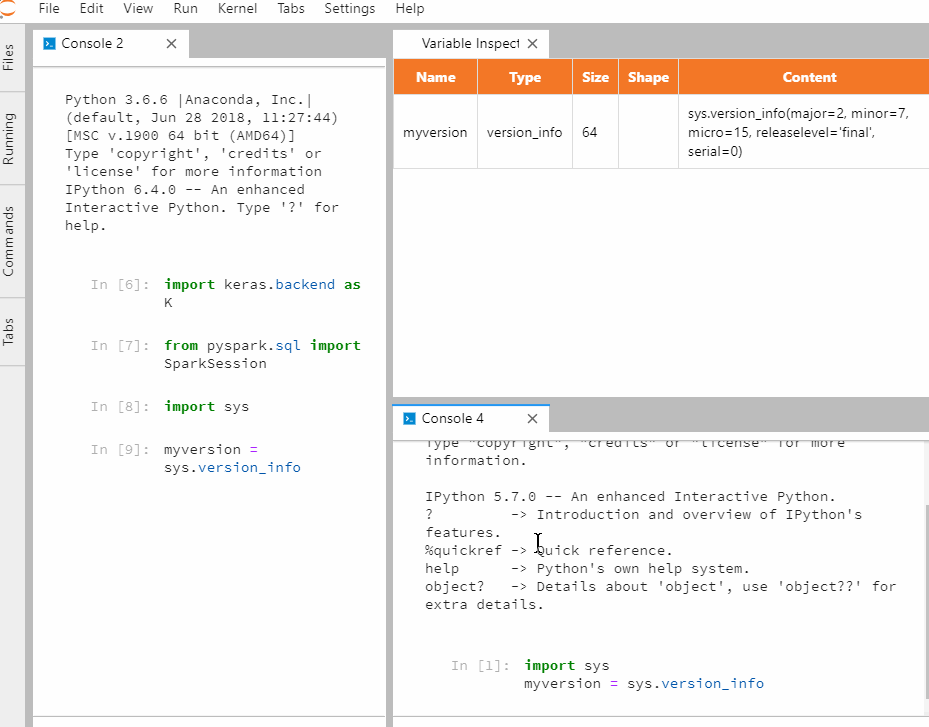 File Edit View Run Kernel Tabs Settings Help
Files
Running
Commands
Tabs
Console 2
Python 3.6.6 |Anaconda, Inc.|
(default, Jun 28 2018, 11:27:44)
[MSC v.1900 64 bit (AMD64)]
Type 'copyright', 'credits' or
'license' for more information
IPython 6.4.0 -- An enhanced
Interactive Python. Type '?' for
help.
In [6]: import keras.backend as
K
In [7]: from pyspark.sql import
SparkSession
In [8]: import sys
In [9]: myversion =
sys.version_info
Variable Inspect
Name Type Size Shape Content
myversion version_info 64 sys.version_info(major=2, minor=7,
micro=15, releaselevel='final',
serial=0)
Console 4
Type "copyright", "credits" or "license" for more
information.
IPython 5.7.0 -- An enhanced Interactive Python.
? -> Introduction and overview of IPython's
features.
%quickref -> Quick reference.
help -> Python's own help system.
object? -> Details about 'object', use 'object??' for
extra details.
In [1]: import sys
myversion = sys.version_info